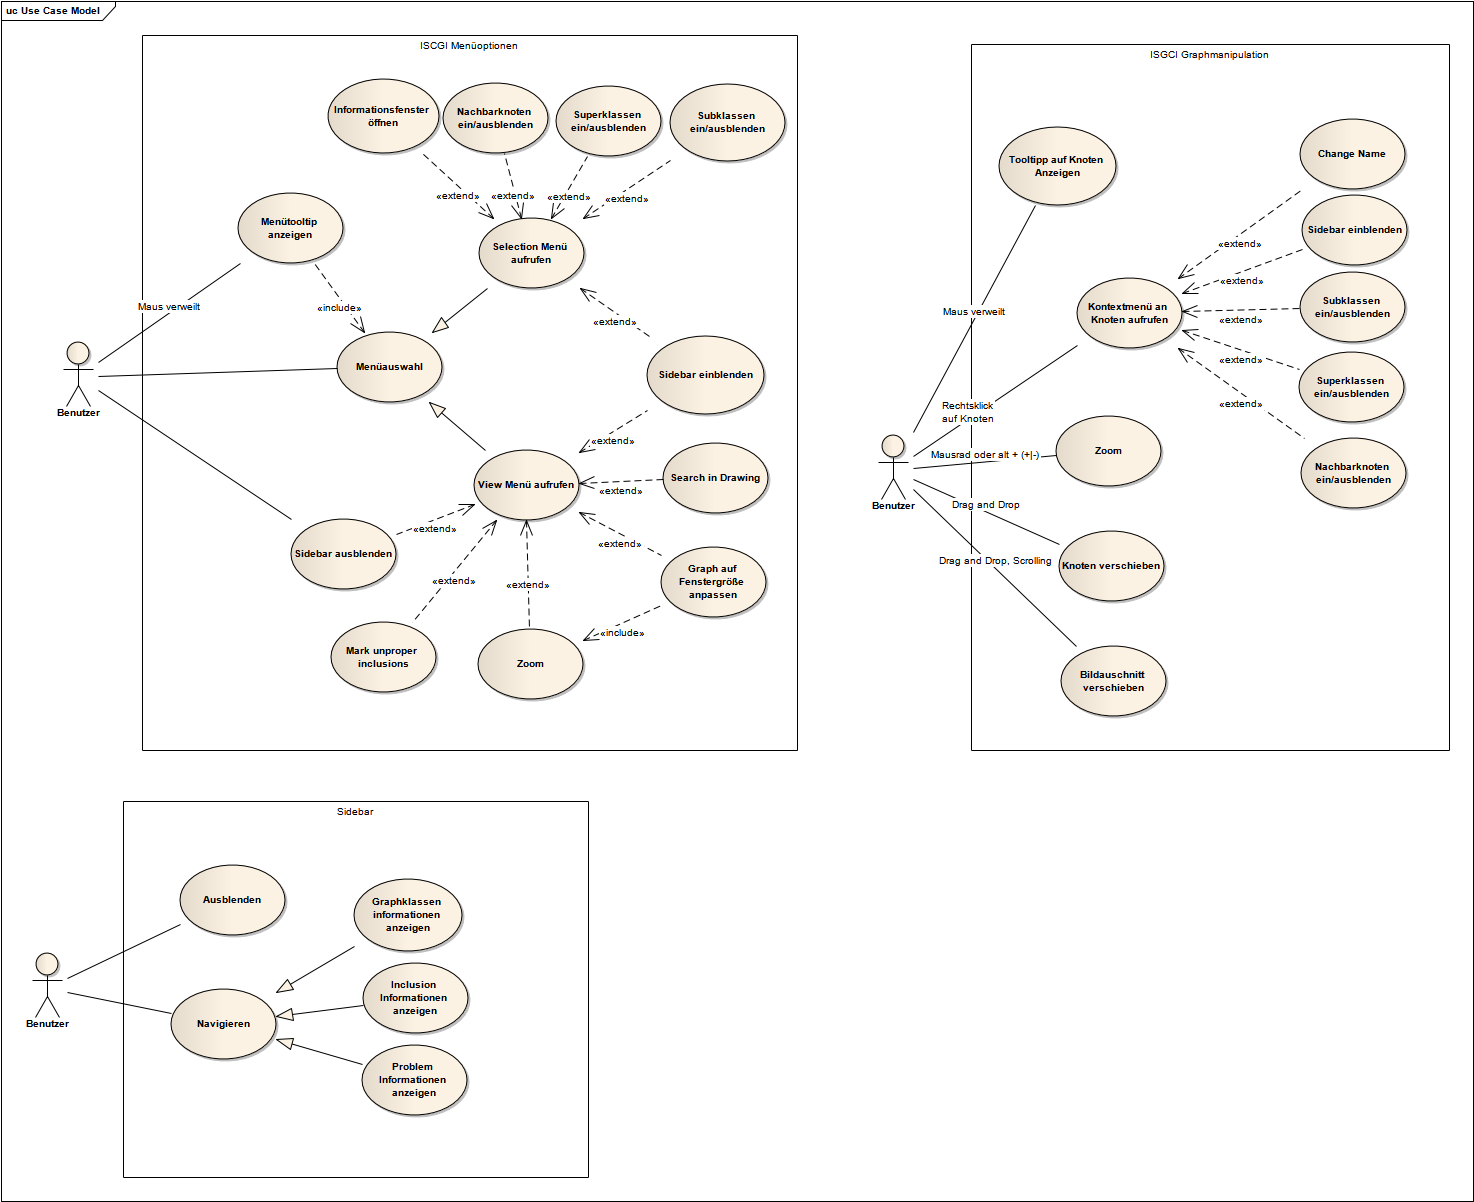 uc Use Case Model
ISCGI Menüoptionen
Informationsfenster
öffnen
Nachbarknoten
ein/ausblenden
Superklassen
ein/ausblenden
Subklassen
ein/ausblenden
«extend»
«extend»
«extend»
«extend»
Menütooltip
anzeigen
Selection Menü
aufrufen
Maus verweilt
«include»
«extend»
Menüauswahl
Sidebar einblenden
Benutzer
«extend»
View Menü aufrufen
Search in Drawing
«extend»
«extend»
«extend»
Sidebar ausblenden
Graph auf
Fenstergröße
anpassen
«extend»
«extend»
«include»
Mark unproper
inclusions
Zoom
ISGCI Graphmanipulation
Tooltipp auf Knoten
Anzeigen
Change Name
Sidebar einblenden
«extend»
«extend»
Kontextmenü an
Knoten aufrufen
Subklassen
ein/ausblenden
Maus verweilt
«extend»
«extend»
Superklassen
ein/ausblenden
«extend»
Rechtsklick
auf Knoten
Mausrad oder alt + (+|-)
Zoom
Nachbarknoten
ein/ausblenden
Benutzer
Drag and Drop
Drag and Drop, Scrolling
Knoten verschieben
Bildauschnitt
verschieben
Sidebar
Ausblenden
Graphklassen
informationen
anzeigen
Inclusion
Informationen
anzeigen
Benutzer
Navigieren
Problem
Informationen
anzeigen